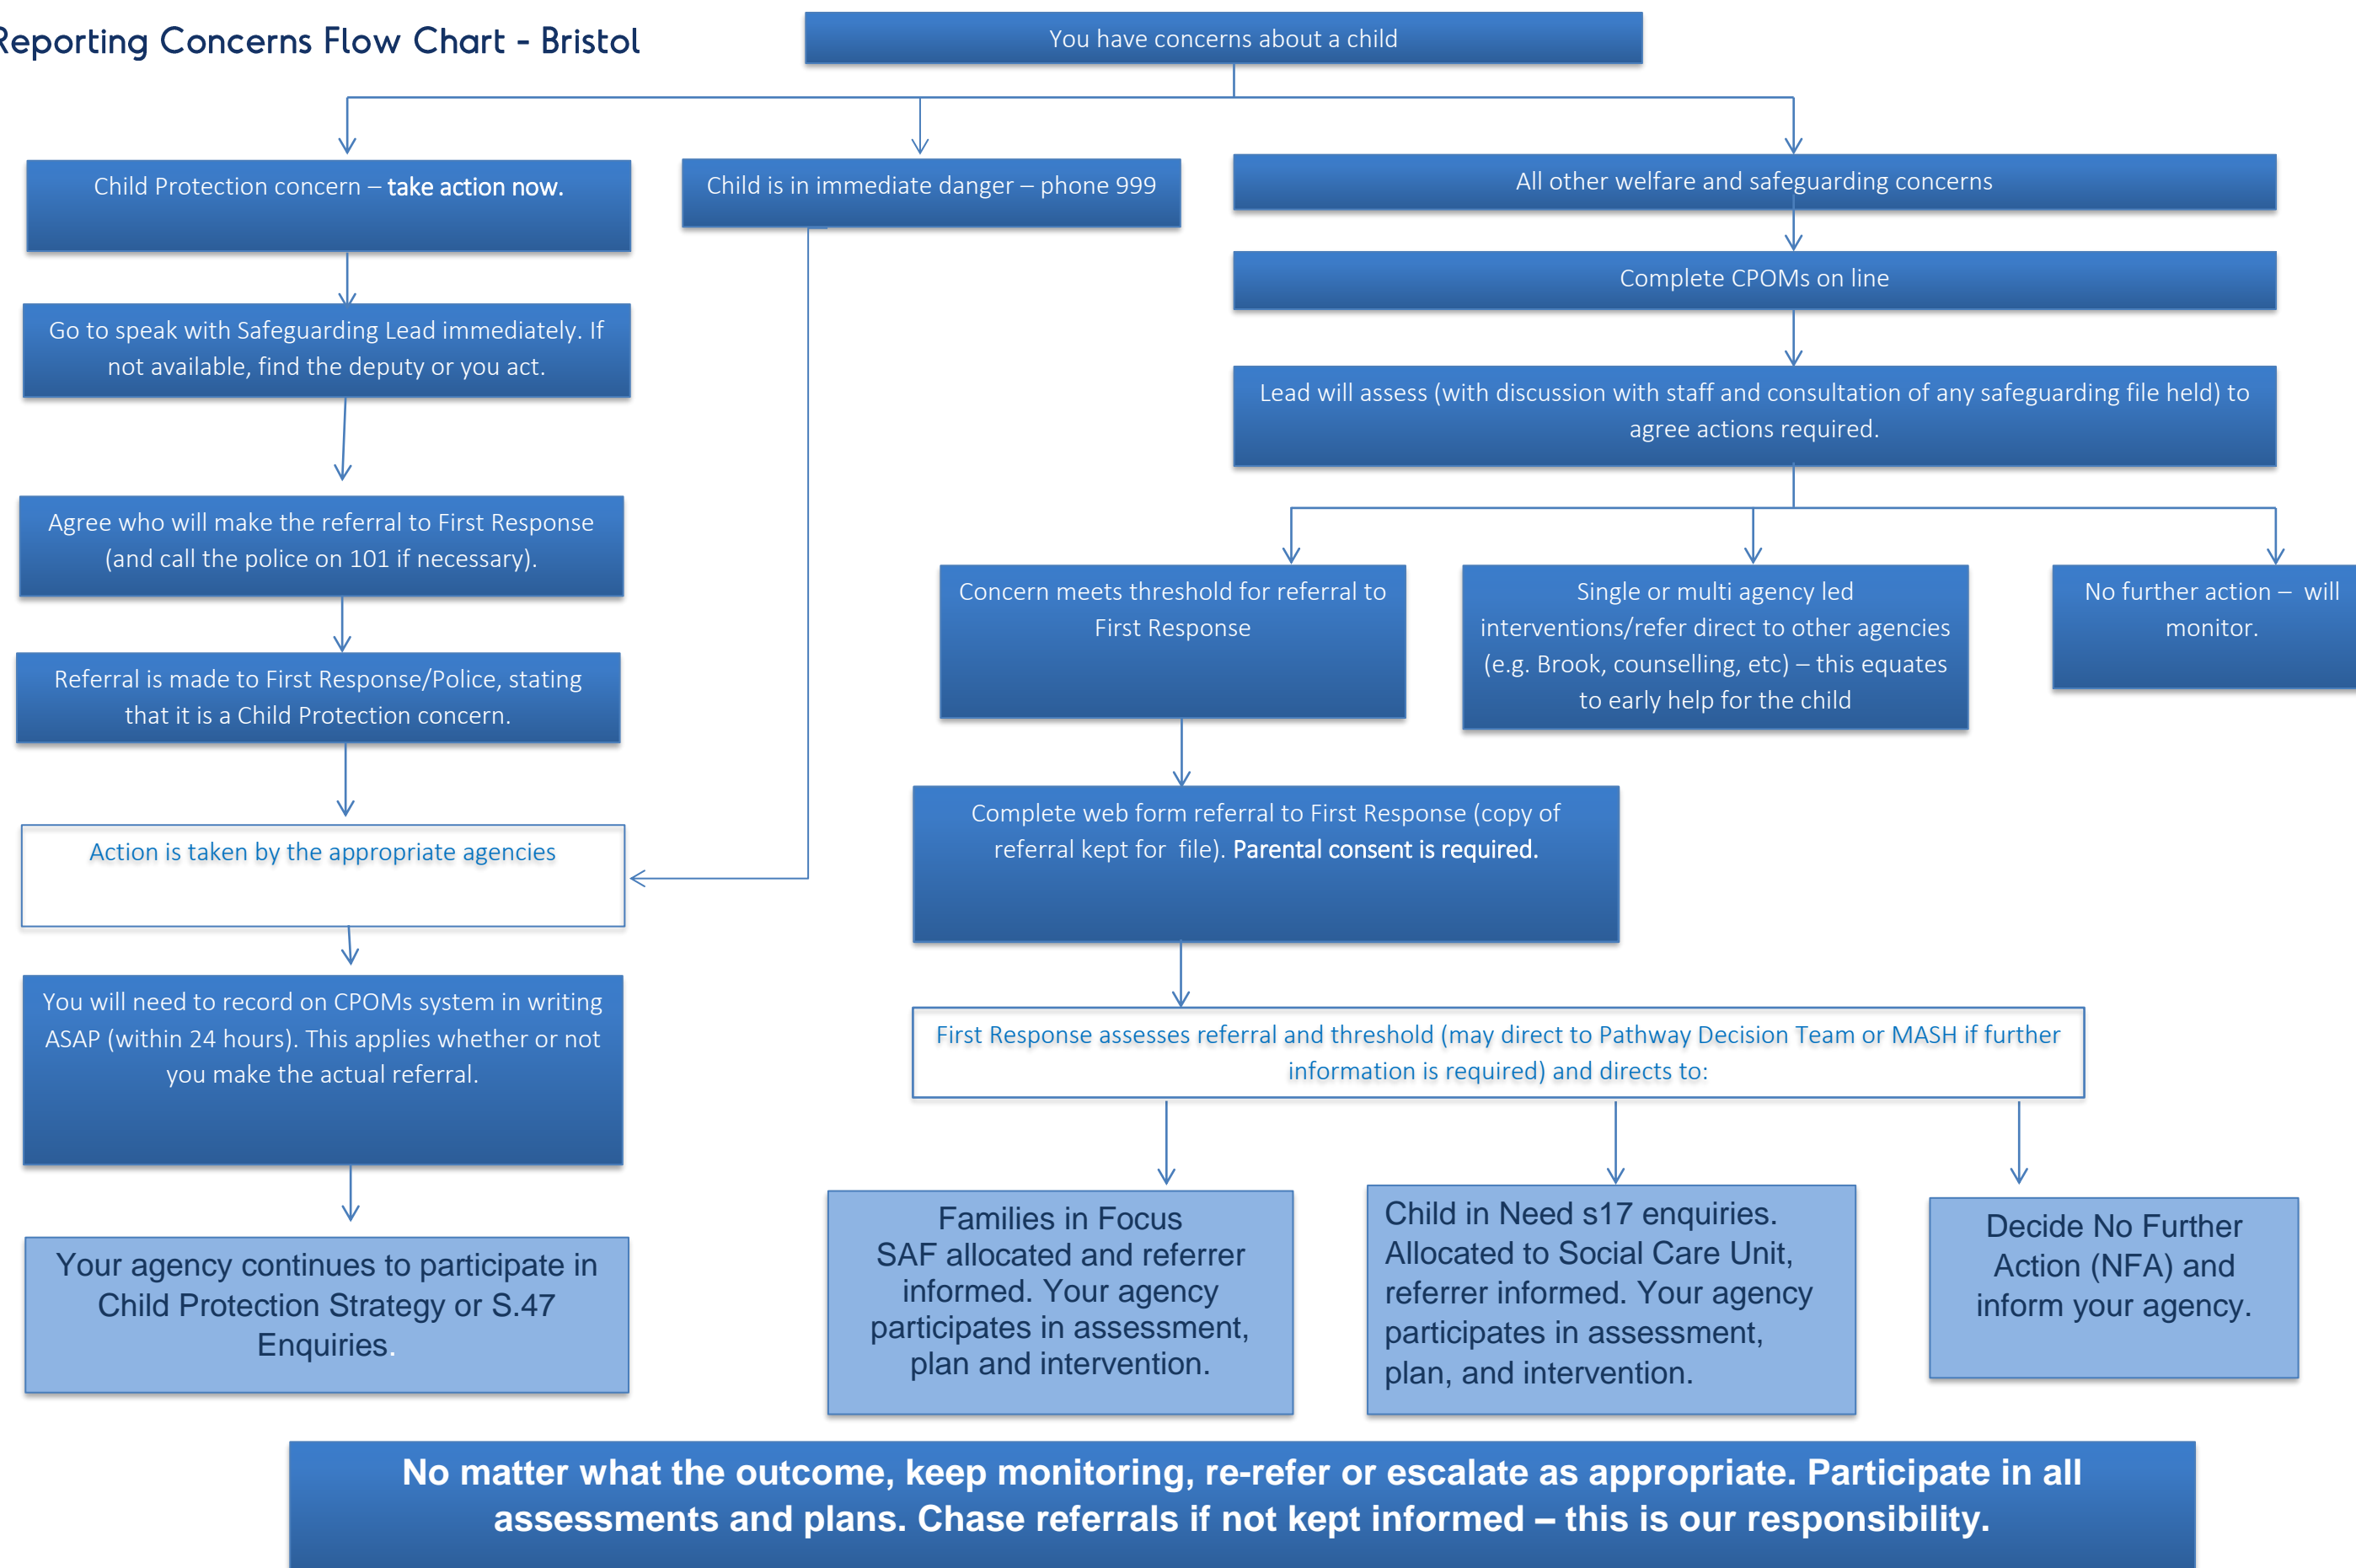 Reporting Concerns Flow Chart - Bristol
You have concerns about a child
Child Protection concern – take action now.
Child is in immediate danger – phone 999
All other welfare and safeguarding concerns
Go to speak with Safeguarding Lead immediately. If
not available, find the deputy or you act.
Agree who will make the referral to First Response
(and call the police on 101 if necessary).
Referral is made to First Response/Police, stating
that it is a Child Protection concern.
Action is taken by the appropriate agencies
You will need to record on CPOMs system in writing
ASAP (within 24 hours). This applies whether or not
you make the actual referral.
Your agency continues to participate in
Child Protection Strategy or S.47
Enquiries.
Complete CPOMs on line
Lead will assess (with discussion with staff and consultation of any safeguarding file held) to
agree actions required.
Concern meets threshold for referral to
First Response
Single or multi agency led
interventions/refer direct to other agencies
(e.g. Brook, counselling, etc) – this equates
to early help for the child
No further action – will
monitor.
Complete web form referral to First Response (copy of
referral kept for file). Parental consent is required.
First Response assesses referral and threshold (may direct to Pathway Decision Team or MASH if further
information is required) and directs to:
Families in Focus
SAF allocated and referrer
informed. Your agency
participates in assessment,
plan and intervention.
Child in Need s17 enquiries.
Allocated to Social Care Unit,
referrer informed. Your agency
participates in assessment,
plan, and intervention.
Decide No Further
Action (NFA) and
inform your agency.
No matter what the outcome, keep monitoring, re-refer or escalate as appropriate. Participate in all
assessments and plans. Chase referrals if not kept informed – this is our responsibility.